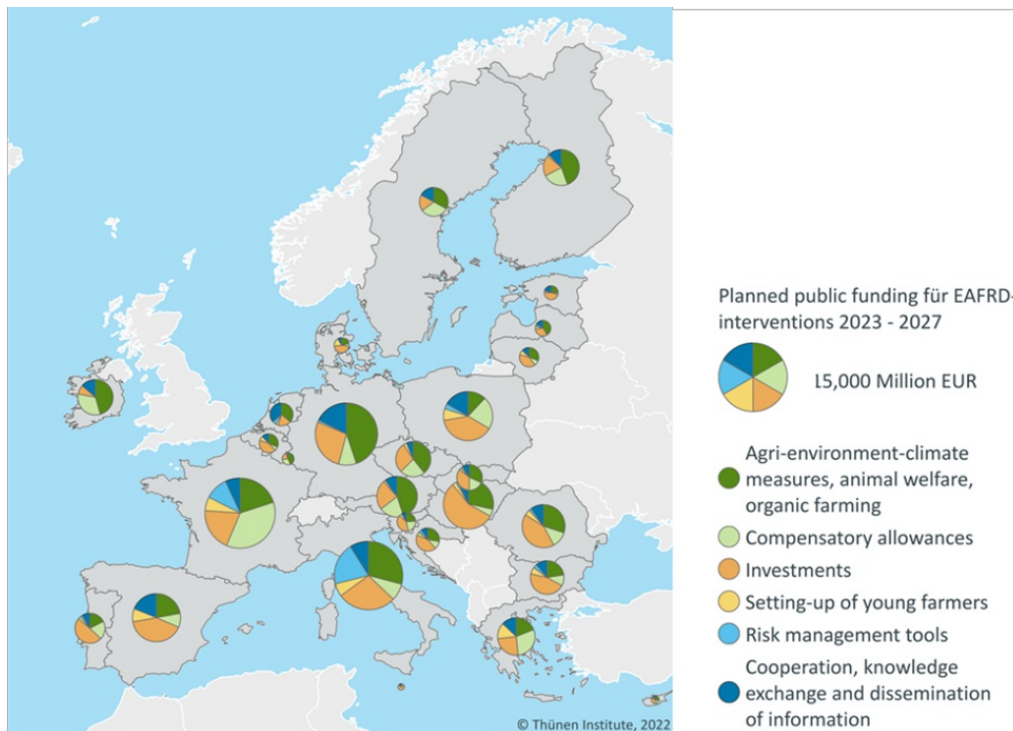 Planned public funding für EAFRD-
interventions 2023 - 2027
15,000 Million EUR
Agri-environment-climate
measures, animal welfare,
organic farming
Compensatory allowances
Investments
Setting-up of young farmers
Risk management tools
Cooperation, knowledge
exchange and dissemination
of information
© Thünen Institute, 2022